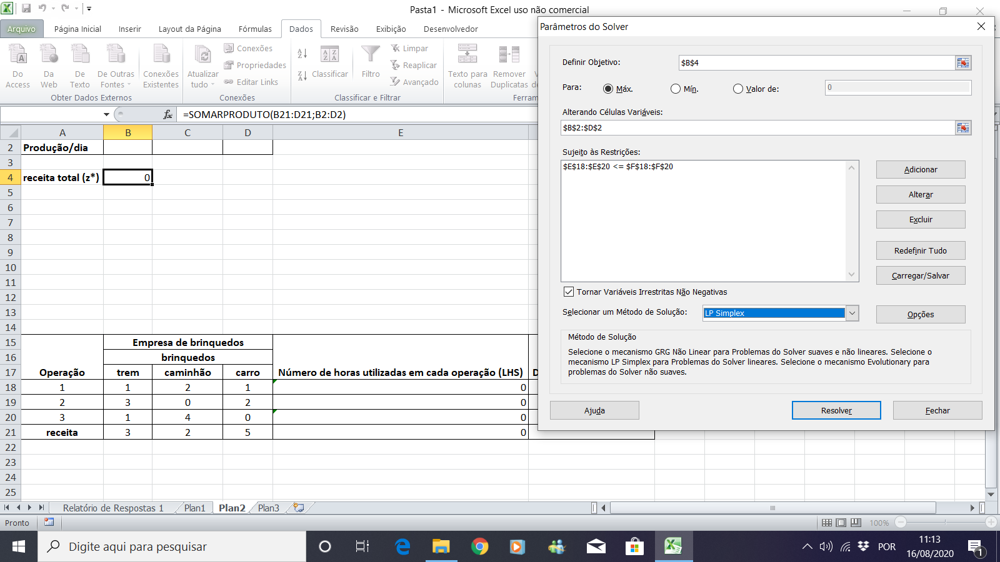 Pasta1 - Microsoft Excel uso não comercial
Arquivo Página Inicial Inserir Layout da Página Fórmulas Dados Revisão Exibição Desenvolvedor
Do Access
Da Web
De Texto
De Outras Fontes
Conexões Existentes
Obter Dados Externos
Atualizar tudo
Conexões
Propriedades
Editar Links
Conexões
Classificar
Filtro
Limpar
Reaplicar
Avançado
Classificar e Filtrar
Texto para colunas
Remover Duplicatas
V
d
Ferram
fx =SOMARPRODUTO(B21:D21;B2:D2)
A B C D E
2 Produção/dia
3
4 receita total (z*) 0
5
6
7
8
9
10
11
12
13
14
15 Empresa de brinquedos
16 brinquedos
17 Operação trem caminhão carro Número de horas utilizadas em cada operação (LHS) D
18 1 1 2 1 0
19 2 3 0 2 0
20 3 1 4 0 0
21 receita 3 2 5 0
22
23
24
25
Relatório de Respostas 1 Plan1 Plan2 Plan3
Pronto 100%
Parâmetros do Solver
Definir Objetivo: $B$4
Para: Máx. Mín. Valor de: 0
Alterando Células Variáveis:
$B$2:$D$2
Sujeito às Restrições:
$E$18:$E$20 <= $F$18:$F$20
Adicionar
Alterar
Excluir
Redefinir Tudo
Carregar/Salvar
Tornar Variáveis Irrestritas Não Negativas
Selecionar um Método de Solução: LP Simplex
Opções
Método de Solução
Selecione o mecanismo GRG Não Linear para Problemas do Solver suaves e não lineares. Selecione o
mecanismo LP Simplex para Problemas do Solver lineares. Selecione o mecanismo Evolutionary para
problemas do Solver não suaves.
Ajuda Resolver Fechar
Digite aqui para pesquisar
POR
11:13
16/08/2020
1